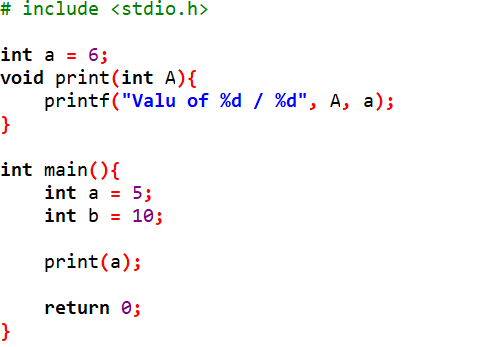 # include <stdio.h>
int a = 6;
void print(int A){
    printf("Valu of %d / %d", A, a);
}
int main(){
    int a = 5;
    int b = 10;
    print(a);
    return 0;
}